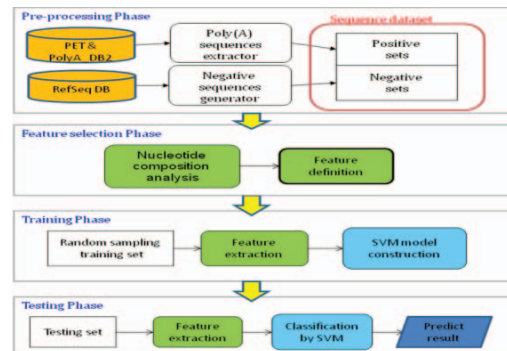 Pre-processing Phase
Sequence dataset
PET &
PolyA_DB2
Poly(A)
sequences
extractor
Positive
sets
RefSeq DB
Negative
sequences
generator
Negative
sets
Feature selection Phase
Nucleotide
composition
analysis
Feature
definition
Training Phase
Random sampling
training set
Feature
extraction
SVM model
construction
Testing Phase
Testing set
Feature
extraction
Classification
by SVM
Predict
result